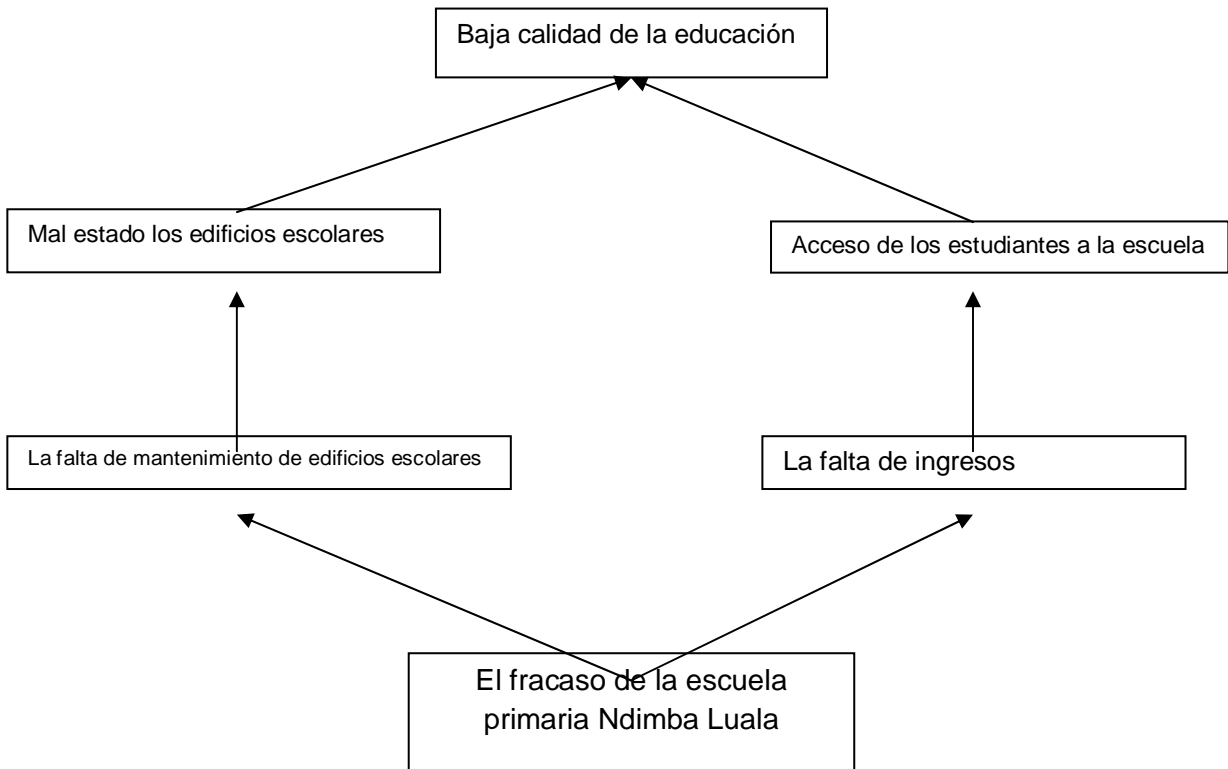 Baja calidad de la educación
Mal estado los edificios escolares
Acceso de los estudiantes a la escuela
La falta de mantenimiento de edificios escolares
La falta de ingresos
El fracaso de la escuela
primaria Ndimba Luala